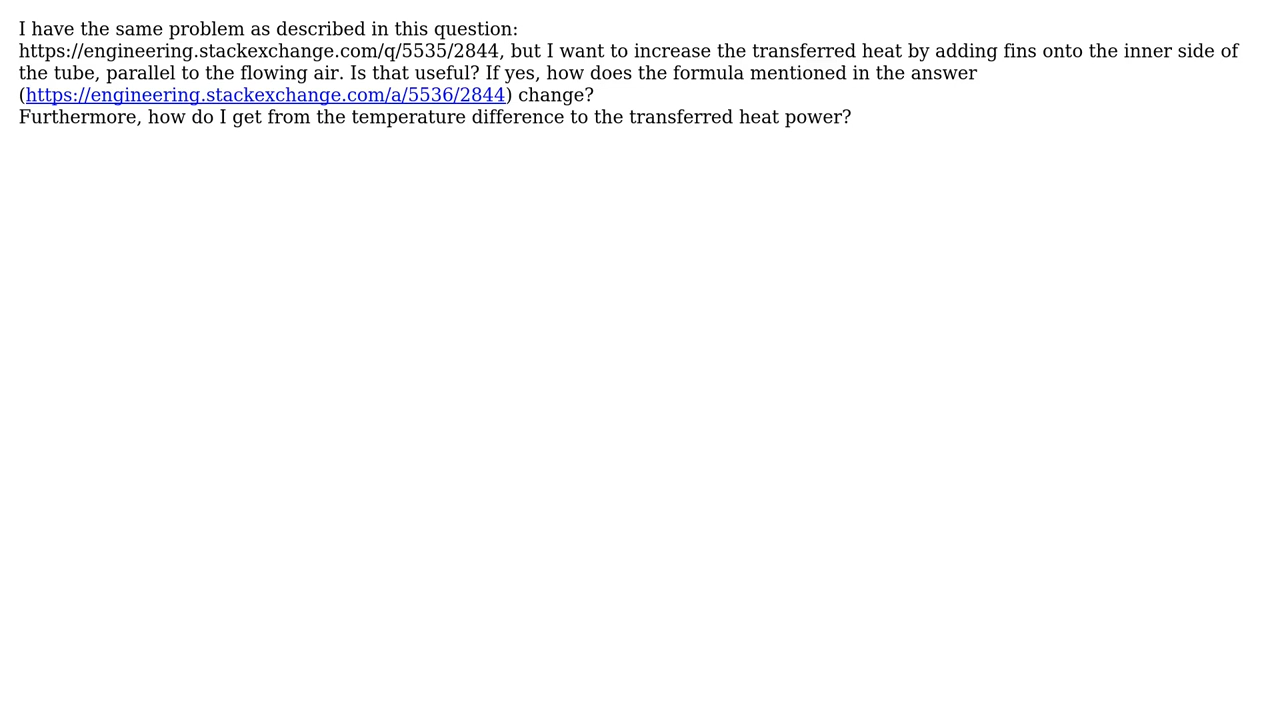 I have the same problem as described in this question:
https://engineering.stackexchange.com/q/5535/2844, but I want to increase the transferred heat by adding fins onto the inner side of
the tube, parallel to the flowing air. Is that useful? If yes, how does the formula mentioned in the answer
(https://engineering.stackexchange.com/a/5536/2844) change?
Furthermore, how do I get from the temperature difference to the transferred heat power?